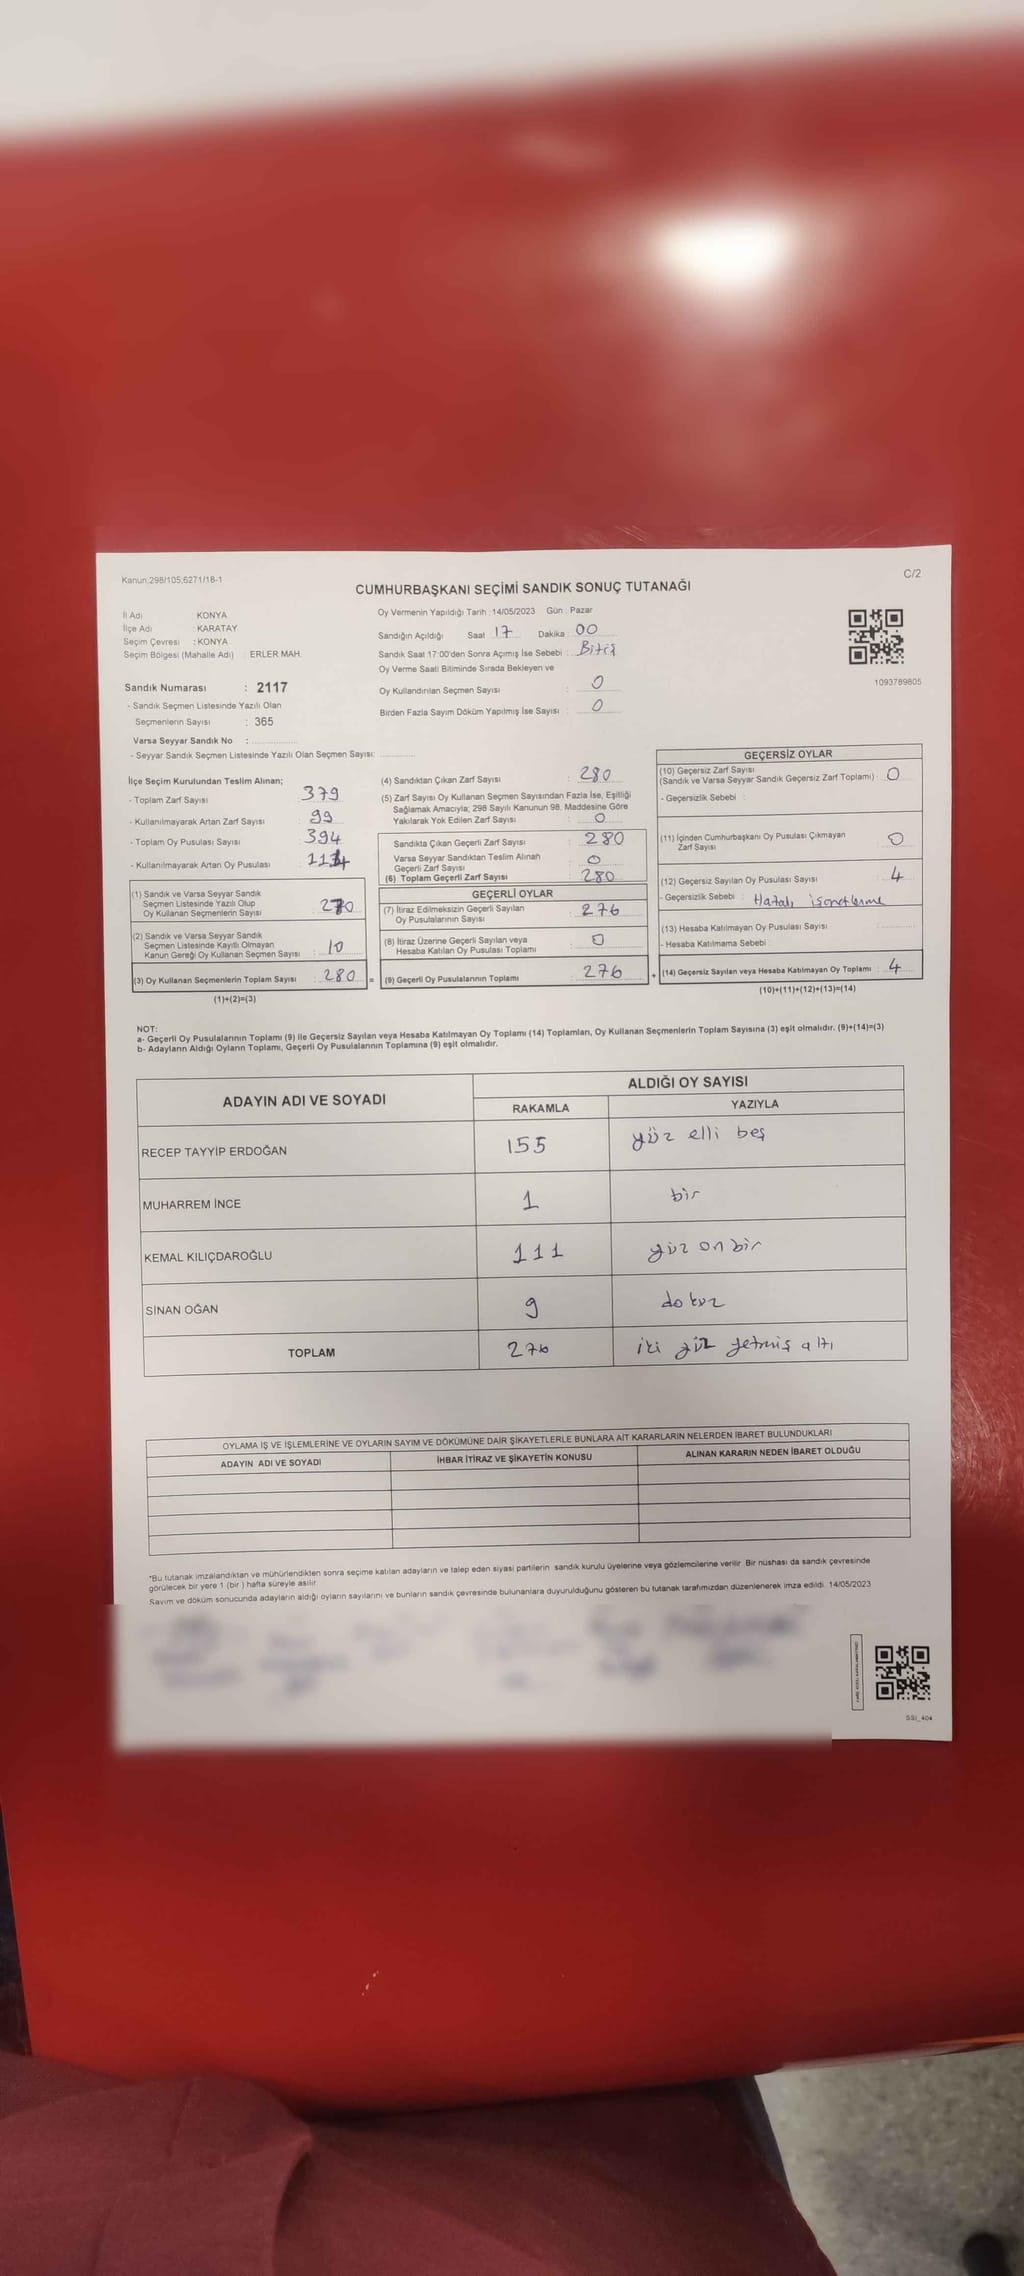 Kanun.298/105;6271/18-1
C/2
CUMHURBAŞKANI SEÇİMİ SANDIK SONUÇ TUTANAĞI
İl Adı : KONYA
İlçe Adı : KARATAY
Seçim Çevresi : KONYA
Seçim Bölgesi (Mahalle Adı) : ERLER MAH.
Oy Vermenin Yapıldığı Tarih :14/05/2023 Gün : Pazar
Sandığın Açıldığı Saat 17 Dakika : 00
Sandık Saat 17:00'den Sonra Açımış İse Sebebi : Bitiş
Oy Verme Saati Bitiminde Sırada Bekleyen ve
Oy Kullandırılan Seçmen Sayısı : 0
Birden Fazla Sayım Döküm Yapılmış İse Sayısı : 0
1093789805
Sandık Numarası : 2117
- Sandık Seçmen Listesinde Yazılı Olan
Seçmenlerin Sayısı : 365
Varsa Seyyar Sandık No :
- Seyyar Sandık Seçmen Listesinde Yazılı Olan Seçmen Sayısı:
İlçe Seçim Kurulundan Teslim Alınan;
- Toplam Zarf Sayısı : 379
- Kullanılmayarak Artan Zarf Sayısı : 99
- Toplam Oy Pusulası Sayısı : 394
- Kullanılmayarak Artan Oy Pusulası :
(1) Sandık ve Varsa Seyyar Sandık
Seçmen Listesinde Yazılı Olup
Oy Kullanan Seçmenlerin Sayısı : 270
(2) Sandık ve Varsa Seyyar Sandık
Seçmen Listesinde Kayıtlı Olmayan
Kanun Gereği Oy Kullanan Seçmen Sayısı : 10
(3) Oy Kullanan Seçmenlerin Toplam Sayısı : 280 =
(1)+(2)=(3)
(4) Sandıktan Çıkan Zarf Sayısı : 280
(5) Zarf Sayısı Oy Kullanan Seçmen Sayısından Fazla İse, Eşitliği
Sağlamak Amacıyla; 298 Sayılı Kanunun 98. Maddesine Göre
Yakılarak Yok Edilen Zarf Sayısı : 0
Sandıkta Çıkan Geçerli Zarf Sayısı : 280
Varsa Seyyar Sandıktan Teslim Alınan
Geçerli Zarf Sayısı : 0
(6) Toplam Geçerli Zarf Sayısı : 280
GEÇERLİ OYLAR
(7) İtiraz Edilmeksizin Geçerli Sayılan
Oy Pusulalarının Sayısı : 276
(8) İtiraz Üzerine Geçerli Sayılan veya
Hesaba Katılan Oy Pusulası Toplamı : 0
(9) Geçerli Oy Pusulalarının Toplamı : 276 +
GEÇERSİZ OYLAR
(10) Geçersiz Zarf Sayısı
(Sandık ve Varsa Seyyar Sandık Geçersiz Zarf Toplamı) : 0
- Geçersizlik Sebebi :
(11) İçinden Cumhurbaşkanı Oy Pusulası Çıkmayan
Zarf Sayısı : 0
(12) Geçersiz Sayılan Oy Pusulası Sayısı : 4
- Geçersizlik Sebebi : Hatalı işaretleme
(13) Hesaba Katılmayan Oy Pusulası Sayısı :
- Hesaba Katılmama Sebebi :
(14) Geçersiz Sayılan veya Hesaba Katılmayan Oy Toplamı : 4
(10)+(11)+(12)+(13)=(14)
NOT:
a- Geçerli Oy Pusulalarının Toplamı (9) ile Geçersiz Sayılan veya Hesaba Katılmayan Oy Toplamı (14) Toplamları, Oy Kullanan Seçmenlerin Toplam Sayısına (3) eşit olmalıdır. (9)+(14)=(3)
b- Adayların Aldığı Oyların Toplamı, Geçerli Oy Pusulalarının Toplamına (9) eşit olmalıdır.
ADAYIN ADI VE SOYADI
ALDIĞI OY SAYISI
RAKAMLA YAZIYLA
RECEP TAYYİP ERDOĞAN 155 yüz elli beş
MUHARREM İNCE 1 bir
KEMAL KILIÇDAROĞLU 111 yüz on bir
SİNAN OĞAN 9 dokuz
TOPLAM 276 iki yüz yetmiş altı
OYLAMA İŞ VE İŞLEMLERİNE VE OYLARIN SAYIM VE DÖKÜMÜNE DAİR ŞİKAYETLERLE BUNLARA AİT KARARLARIN NELERDEN İBARET BULUNDUKLARI
ADAYIN ADI VE SOYADI İHBAR İTİRAZ VE ŞİKAYETİN KONUSU ALINAN KARARIN NEDEN İBARET OLDUĞU
*Bu tutanak imzalandıktan ve mühürlendikten sonra seçime katılan adayların ve talep eden siyasi partilerin sandık kurulu üyelerine veya gözlemcilerine verilir. Bir nüshası da sandık çevresinde
görülecek bir yere 1 (bir ) hafta süreyle asılır.
Sayım ve döküm sonucunda adayların aldığı oyların sayılarını ve bunların sandık çevresinde bulunanlara duyurulduğunu gösteren bu tutanak tarafımızdan düzenlenerek imza edildi. 14/05/2023
SSI_404